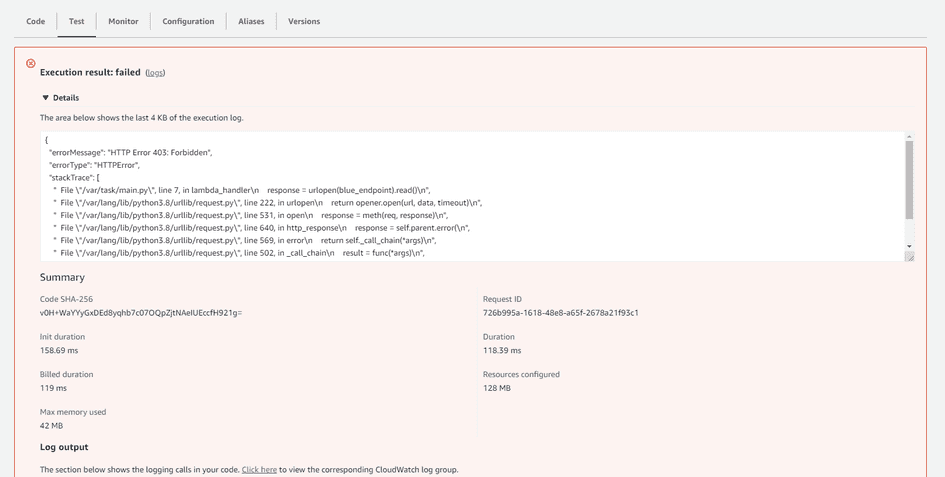 Code Test Monitor Configuration Aliases Versions
Execution result: failed (logs)
▼ Details
The area below shows the last 4 KB of the execution log.
{
"errorMessage": "HTTP Error 403: Forbidden",
"errorType": "HTTPError",
"stackTrace": [
" File \"/var/task/main.py\", line 7, in lambda_handler\n response = urlopen(blue_endpoint).read()\n",
" File \"/var/lang/lib/python3.8/urllib/request.py\", line 222, in urlopen\n return opener.open(url, data, timeout)\n",
" File \"/var/lang/lib/python3.8/urllib/request.py\", line 531, in open\n response = meth(req, response)\n",
" File \"/var/lang/lib/python3.8/urllib/request.py\", line 640, in http_response\n response = self.parent.error(\n",
" File \"/var/lang/lib/python3.8/urllib/request.py\", line 569, in error\n return self._call_chain(*args)\n",
" File \"/var/lang/lib/python3.8/urllib/request.py\", line 502, in _call_chain\n result = func(*args)\n",
Summary
Code SHA-256
v0H+WaYYyGxDEd8yqhb7c07OQpZjtNAeIUEccfH921g=
Request ID
726b995a-1618-48e8-a65f-2678a21f93c1
Init duration
158.69 ms
Duration
118.39 ms
Billed duration
119 ms
Resources configured
128 MB
Max memory used
42 MB
Log output
The section below shows the logging calls in your code. Click here to view the corresponding CloudWatch log group.